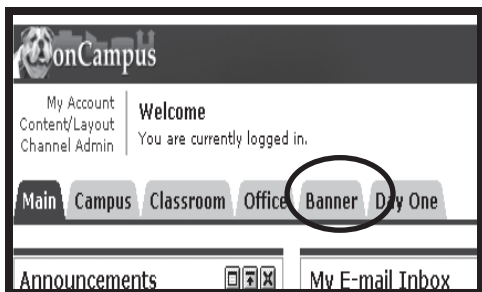 onCampus
My Account
Content/Layout
Channel Admin
Welcome
You are currently logged in.
Main Campus Classroom Office Banner Day One
Announcements My E-mail Inbox